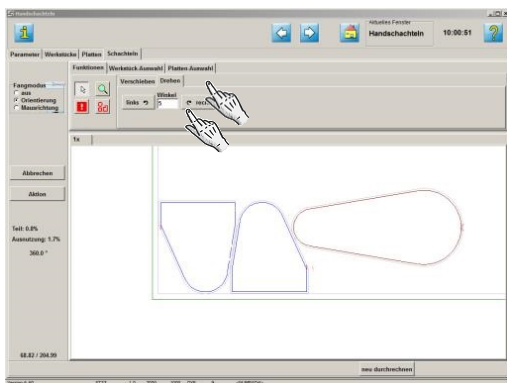 Handschachteln
Aktuelles Fenster
Handschachteln
10:00:51
Parameter Werkstücke Platten Schachteln
Funktionen Werkstück Auswahl Platten Auswahl
Verschieben Drehen
Fangmodus
aus
Orientierung
Mausrichtung
Winkel
links 5
1x
Abbrechen
Aktion
Teil: 0.8%
Ausnutzung: 1.7%
360.0 °
68.82 / 204.99
neu durchrechnen